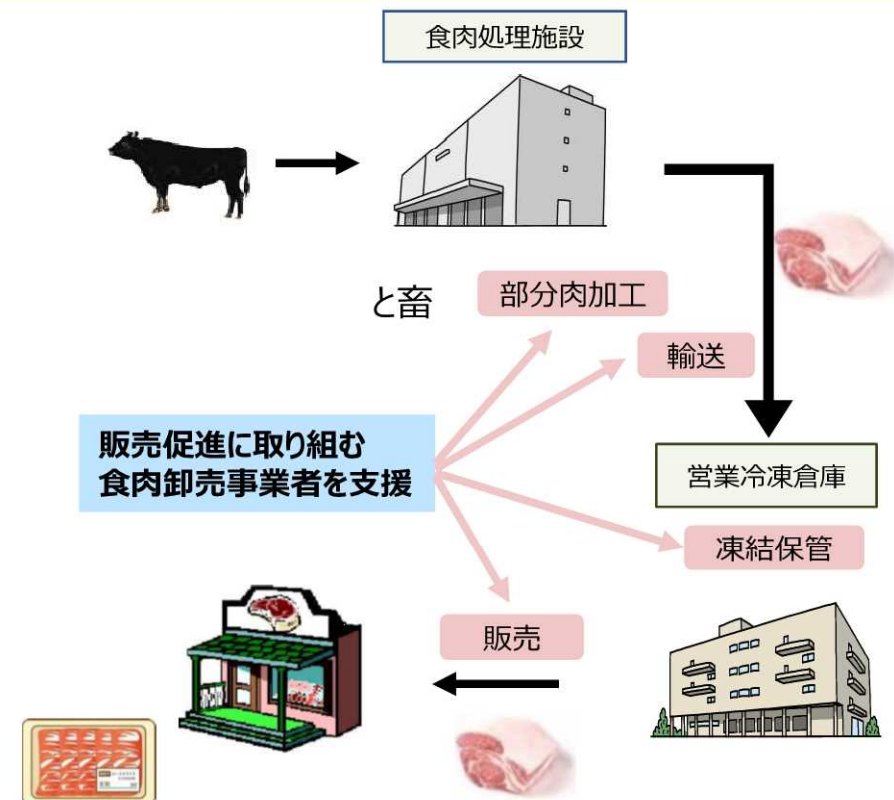 食肉処理施設
と畜
部分肉加工
輸送
販売促進に取り組む
食肉卸売事業者を支援
営業冷凍倉庫
凍結保管
販売